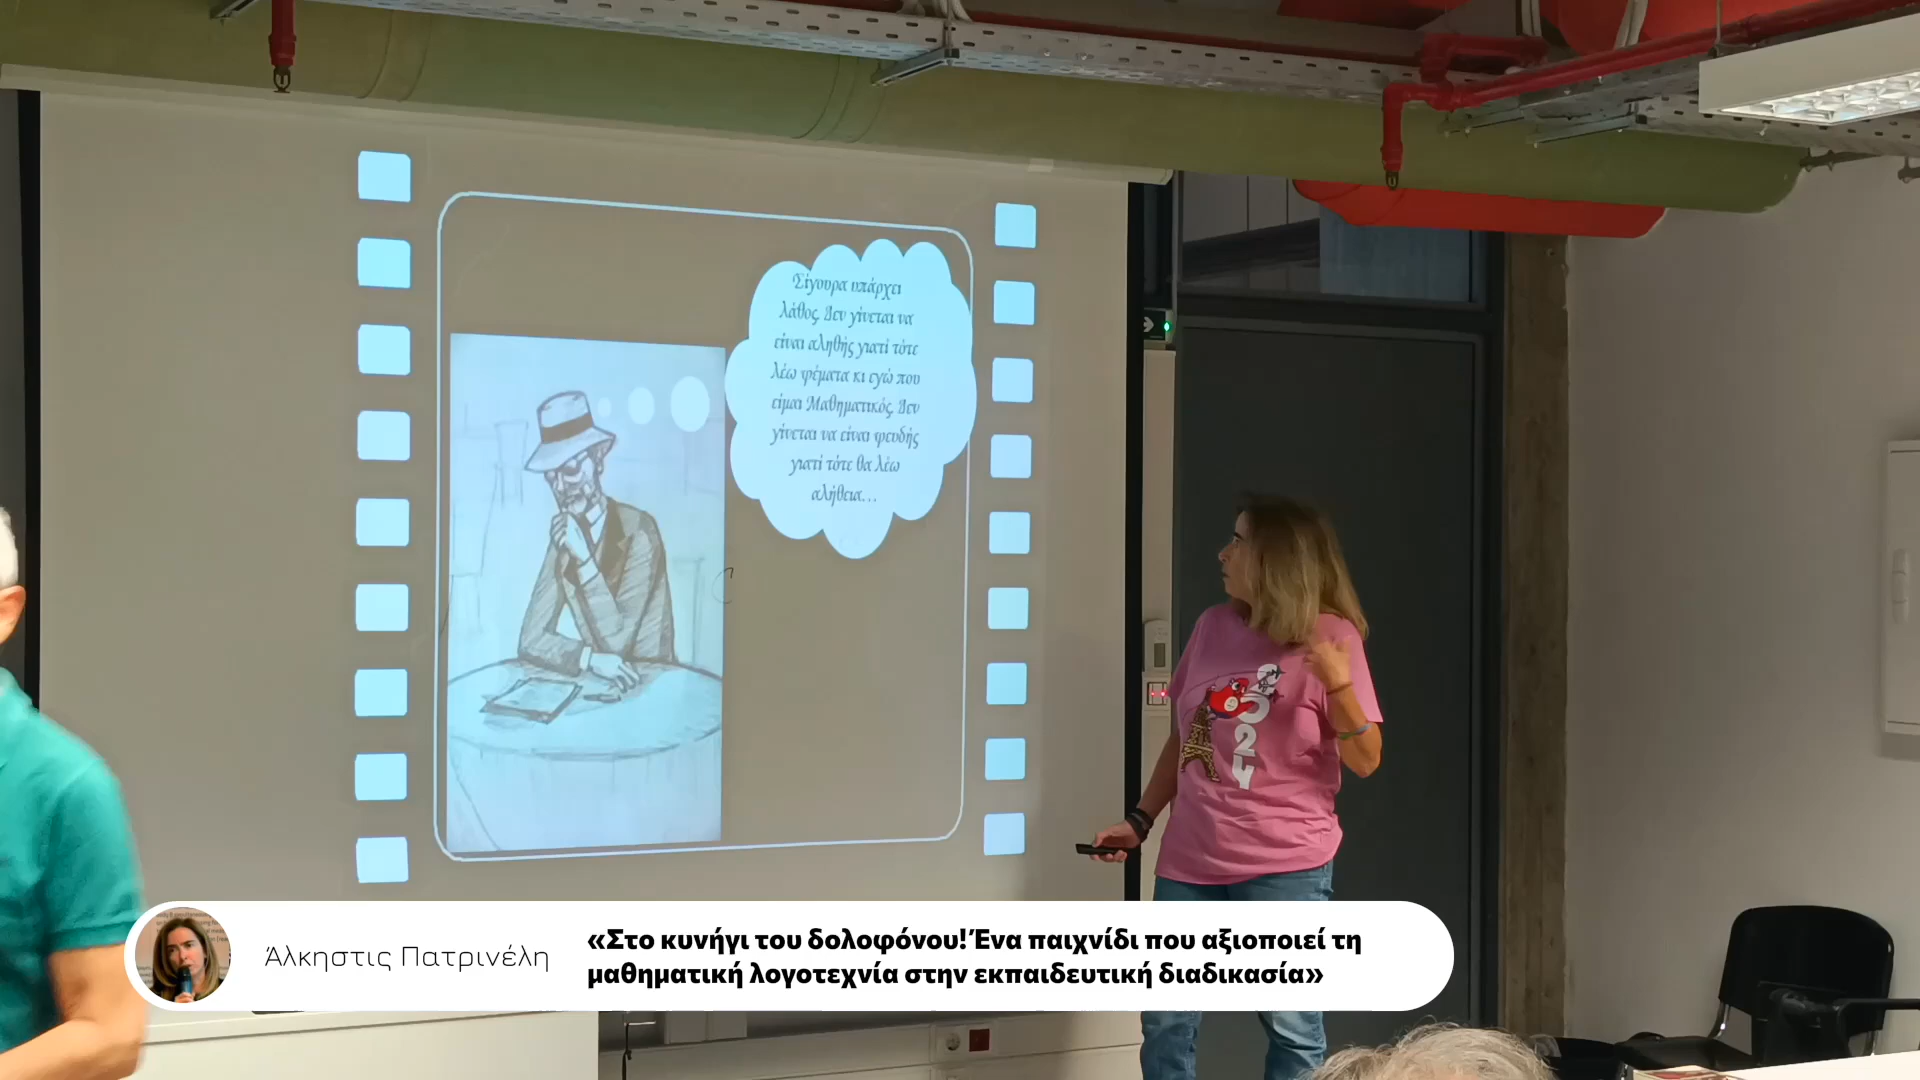 Σίγουρα υπάρχει
λάθος. Δεν γίνεται να
είναι αληθής γιατί τότε
λέω ψέματα κι εγώ που
είμαι Μαθηματικός. Δεν
γίνεται να είναι ψευδής
γιατί τότε θα λέω
αλήθεια...
2024
Άλκηστις Πατρινέλη
«Στο κυνήγι του δολοφόνου! Ένα παιχνίδι που αξιοποιεί τη
μαθηματική λογοτεχνία στην εκπαιδευτική διαδικασία»